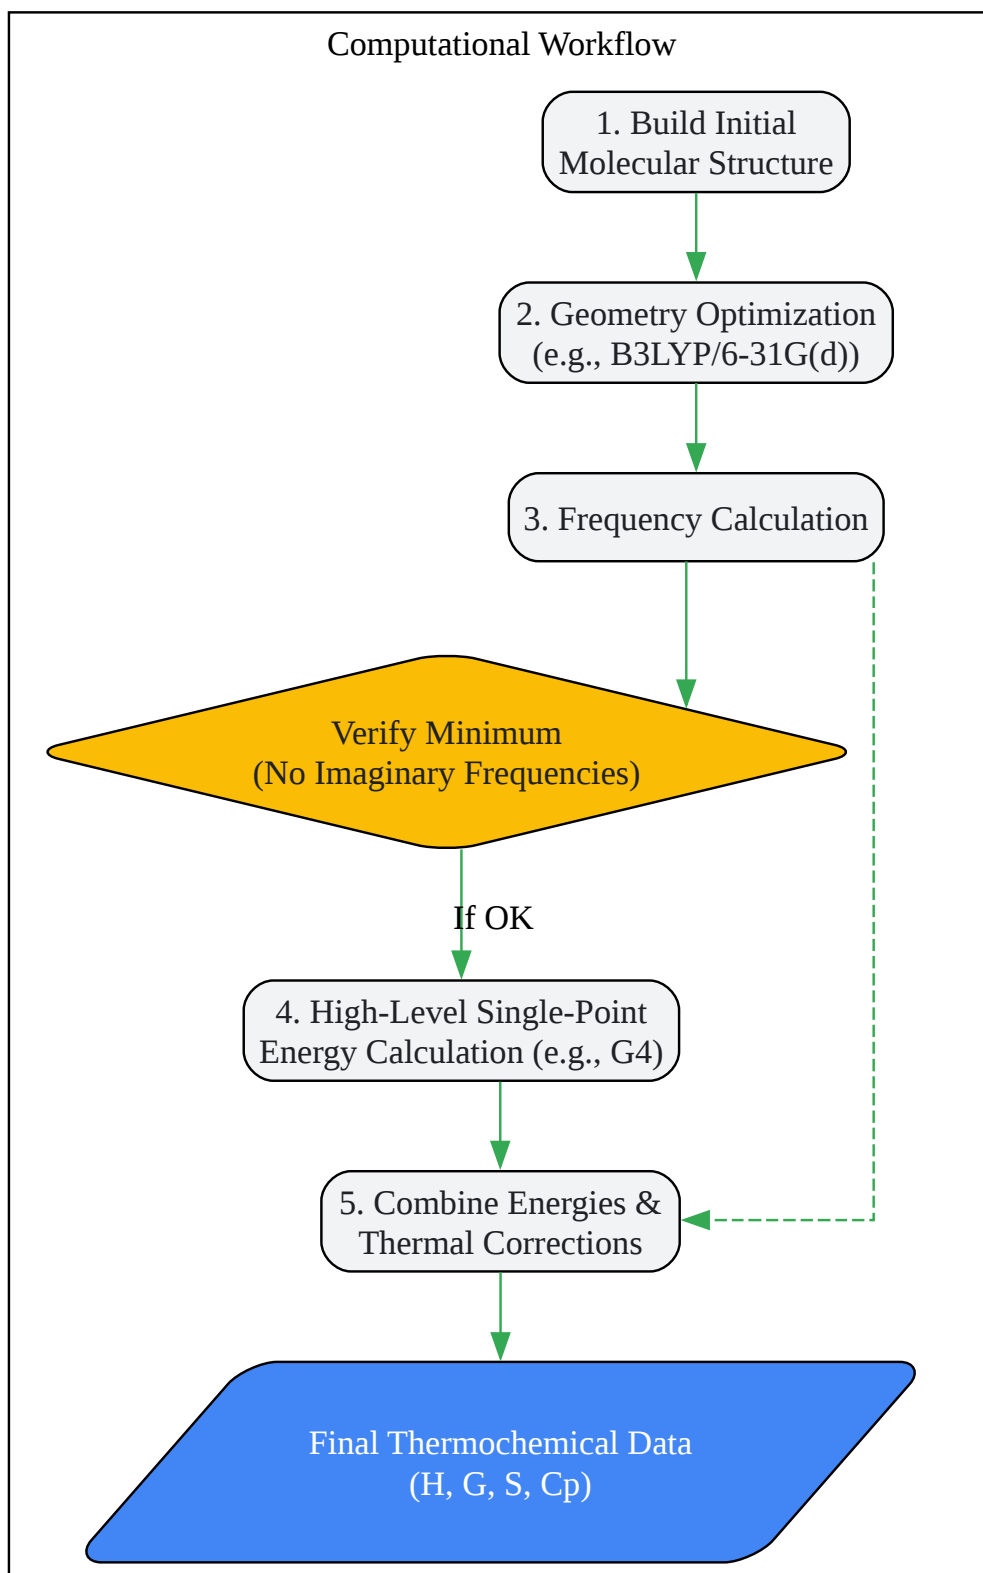 Computational Workflow
1. Build Initial
Molecular Structure
2. Geometry Optimization
(e.g., B3LYP/6-31G(d))
3. Frequency Calculation
Verify Minimum
(No Imaginary Frequencies)
If OK
4. High-Level Single-Point
Energy Calculation (e.g., G4)
5. Combine Energies &
Thermal Corrections
Final Thermochemical Data
(H, G, S, Cp)